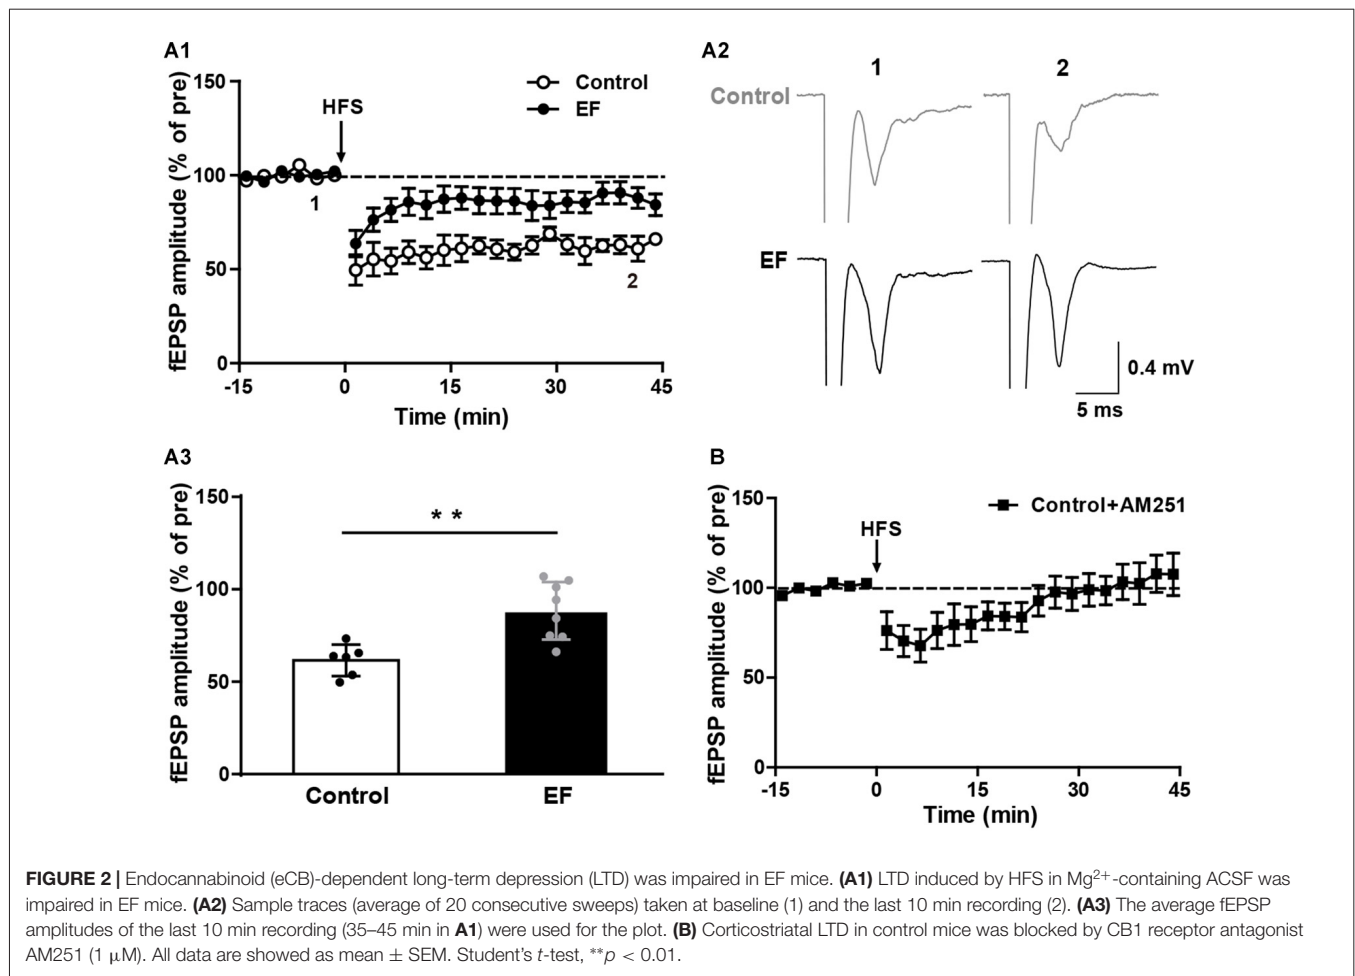 A1
fEPSP amplitude (% of pre)
150
100
50
0
HFS
Control
EF
1
2
-15
0
15
30
45
Time (min)
A2
1
2
Control
EF
0.4 mV
5 ms
A3
fEPSP amplitude (% of pre)
150
100
50
0
* *
Control
EF
B
fEPSP amplitude (% of pre)
150
100
50
0
Control+AM251
HFS
-15
0
15
30
45
Time (min)
FIGURE 2 | Endocannabinoid (eCB)-dependent long-term depression (LTD) was impaired in EF mice. (A1) LTD induced by HFS in Mg²⁺-containing ACSF was
impaired in EF mice. (A2) Sample traces (average of 20 consecutive sweeps) taken at baseline (1) and the last 10 min recording (2). (A3) The average fEPSP
amplitudes of the last 10 min recording (35–45 min in A1) were used for the plot. (B) Corticostriatal LTD in control mice was blocked by CB1 receptor antagonist
AM251 (1 μM). All data are showed as mean ± SEM. Student's t-test, **p < 0.01.